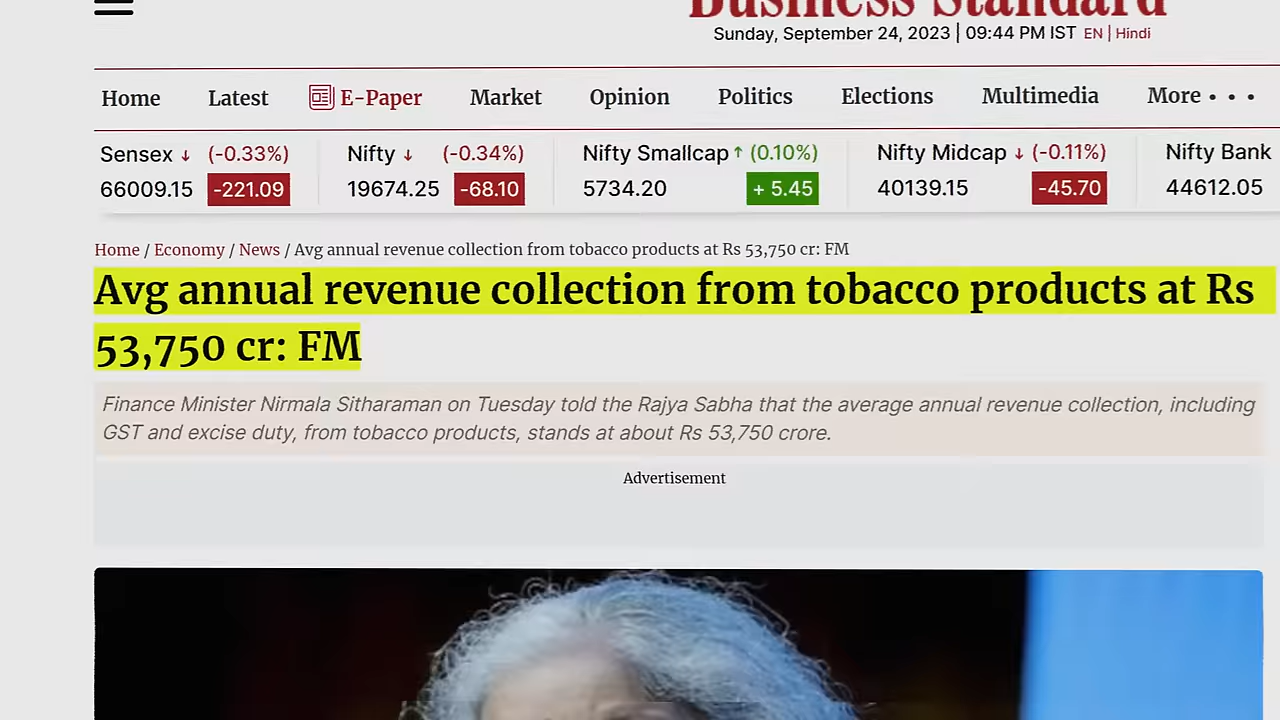 Business Standard
Sunday, September 24, 2023 | 09:44 PM IST EN | Hindi
Home Latest E-Paper Market Opinion Politics Elections Multimedia More • • •
Sensex ↓ (-0.33%) Nifty ↓ (-0.34%) Nifty Smallcap ↑ (0.10%) Nifty Midcap ↓ (-0.11%) Nifty Bank
66009.15 -221.09 19674.25 -68.10 5734.20 + 5.45 40139.15 -45.70 44612.05
Home / Economy / News / Avg annual revenue collection from tobacco products at Rs 53,750 cr: FM
Avg annual revenue collection from tobacco products at Rs
53,750 cr: FM
Finance Minister Nirmala Sitharaman on Tuesday told the Rajya Sabha that the average annual revenue collection, including
GST and excise duty, from tobacco products, stands at about Rs 53,750 crore.
Advertisement